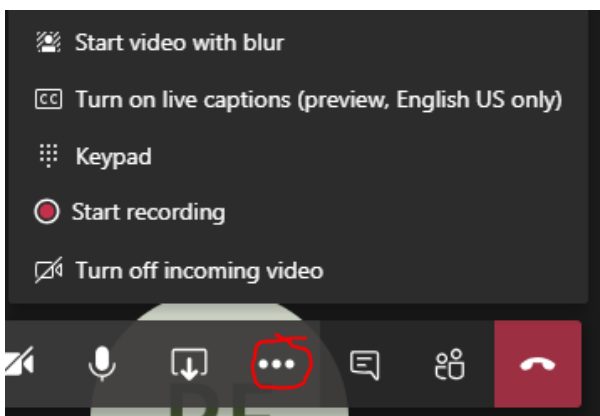 Start video with blur
CC Turn on live captions (preview, English US only)
Keypad
Start recording
Turn off incoming video